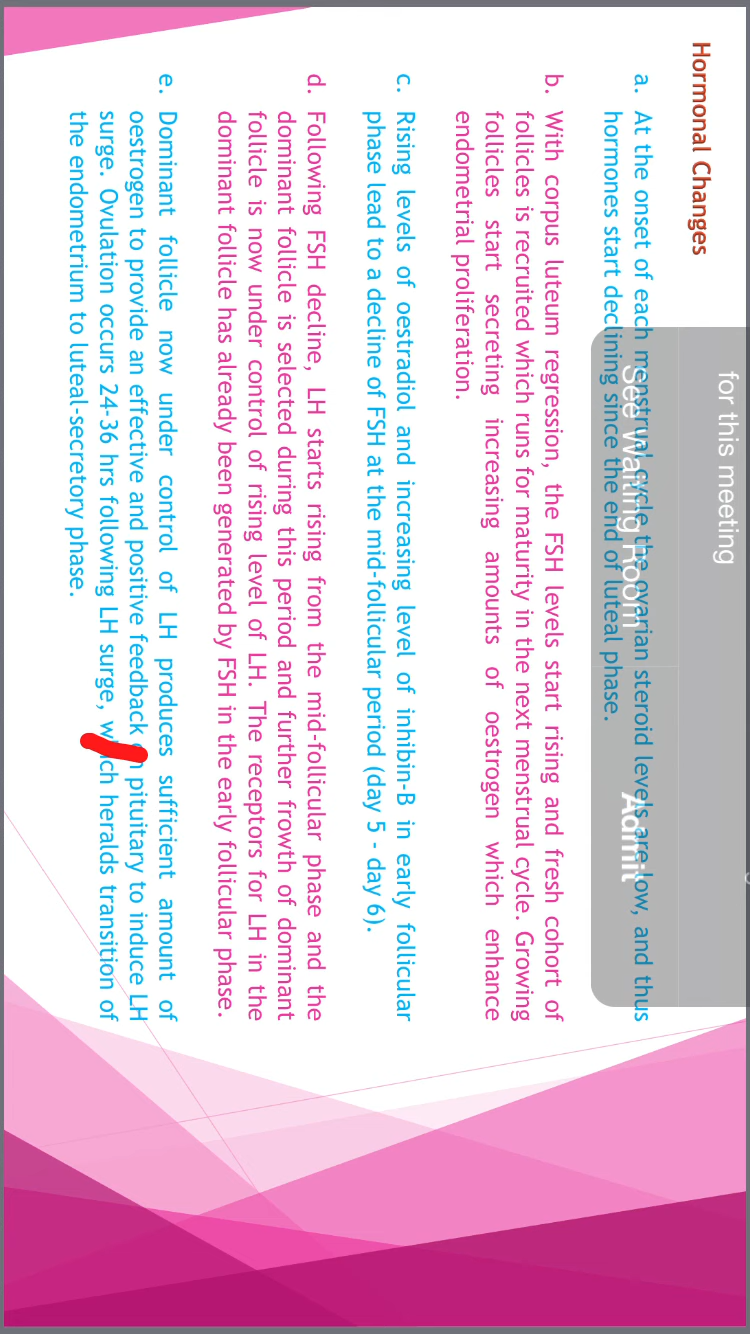 for this meeting
See Waiting Room
Admit
Hormonal Changes
a. At the onset of each menstrual cycle the ovarian steroid levels are low, and thus
hormones start declining since the end of luteal phase.
b. With corpus luteum regression, the FSH levels start rising and fresh cohort of
follicles is recruited which runs for maturity in the next menstrual cycle. Growing
follicles start secreting increasing amounts of oestrogen which enhance
endometrial proliferation.
c. Rising levels of oestradiol and increasing level of inhibin-B in early follicular
phase lead to a decline of FSH at the mid-follicular period (day 5 - day 6).
d. Following FSH decline, LH starts rising from the mid-follicular phase and the
dominant follicle is selected during this period and further frowth of dominant
follicle is now under control of rising level of LH. The receptors for LH in the
dominant follicle has already been generated by FSH in the early follicular phase.
e. Dominant follicle now under control of LH produces sufficient amount of
oestrogen to provide an effective and positive feedback on pituitary to induce LH
surge. Ovulation occurs 24-36 hrs following LH surge, which heralds transition of
the endometrium to luteal-secretory phase.